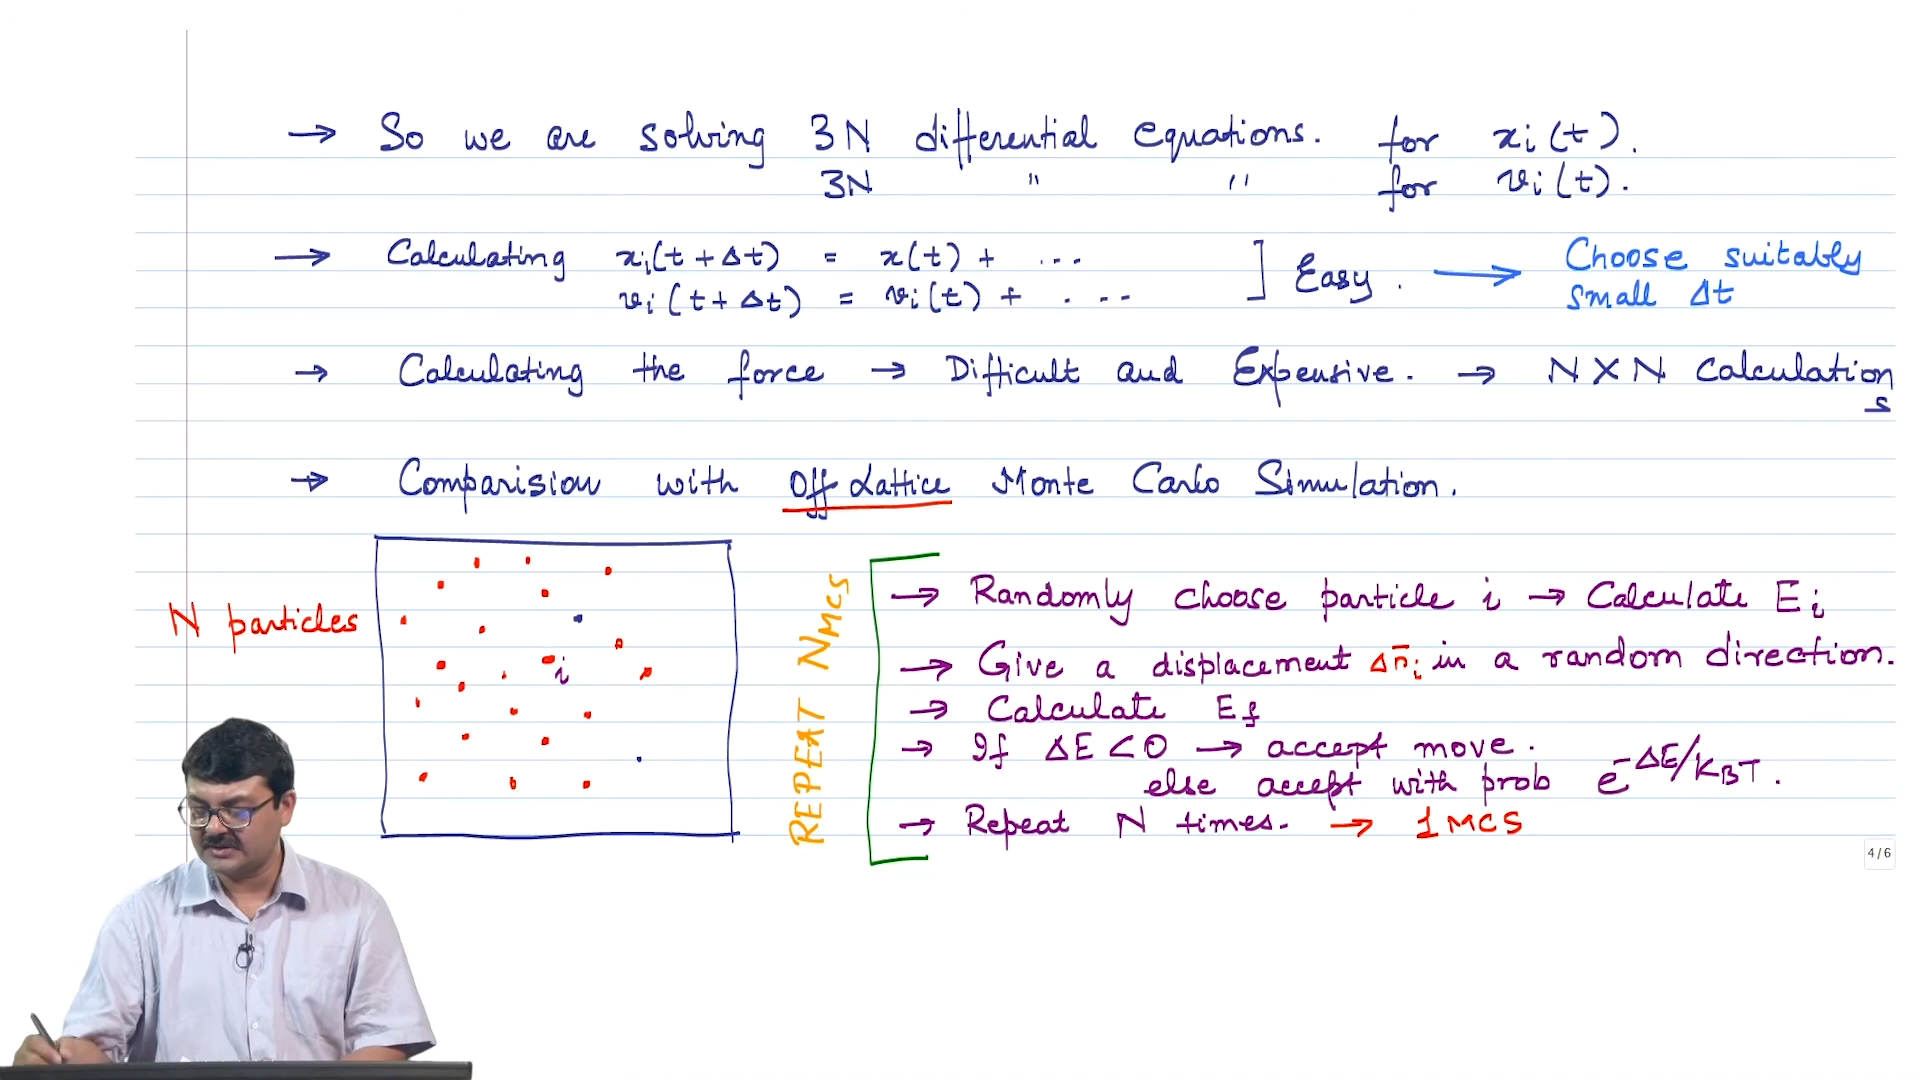 → So we are solving 3N differential equations. for xi(t).
3N " " for vi(t).
→ Calculating xi(t + Δt) = x(t) + ...
vi(t + Δt) = vi(t) + ... ] Easy. → Choose suitably small Δt
→ Calculating the force → Difficult and Expensive. → N X N Calculations
→ Comparision with Off Lattice Monte Carlo Simulation.
N particles
i
REPEAT NMCS
→ Randomly choose particle i → Calculate Ei
→ Give a displacement Δr̄i in a random direction.
→ Calculate Ef
→ If ΔE < 0 → accept move.
else accept with prob e^-ΔE/KBT.
→ Repeat N times. → 1 MCS
4/6